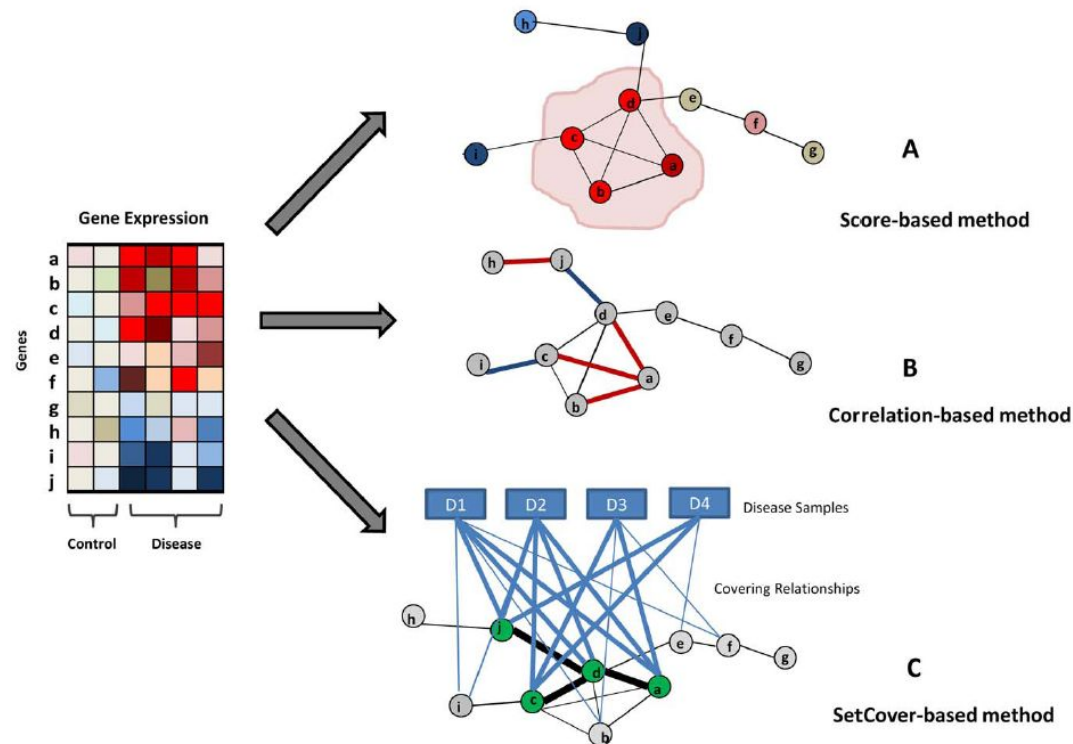 h
j
d
e
f
g
c
i
a
b
A
Score-based method
Gene Expression
Genes
a
b
c
d
e
f
g
h
i
j
Control
Disease
h
j
d
e
f
g
c
i
a
b
B
Correlation-based method
D1
D2
D3
D4
Disease Samples
Covering Relationships
h
j
e
f
g
d
a
c
i
b
C
SetCover-based method